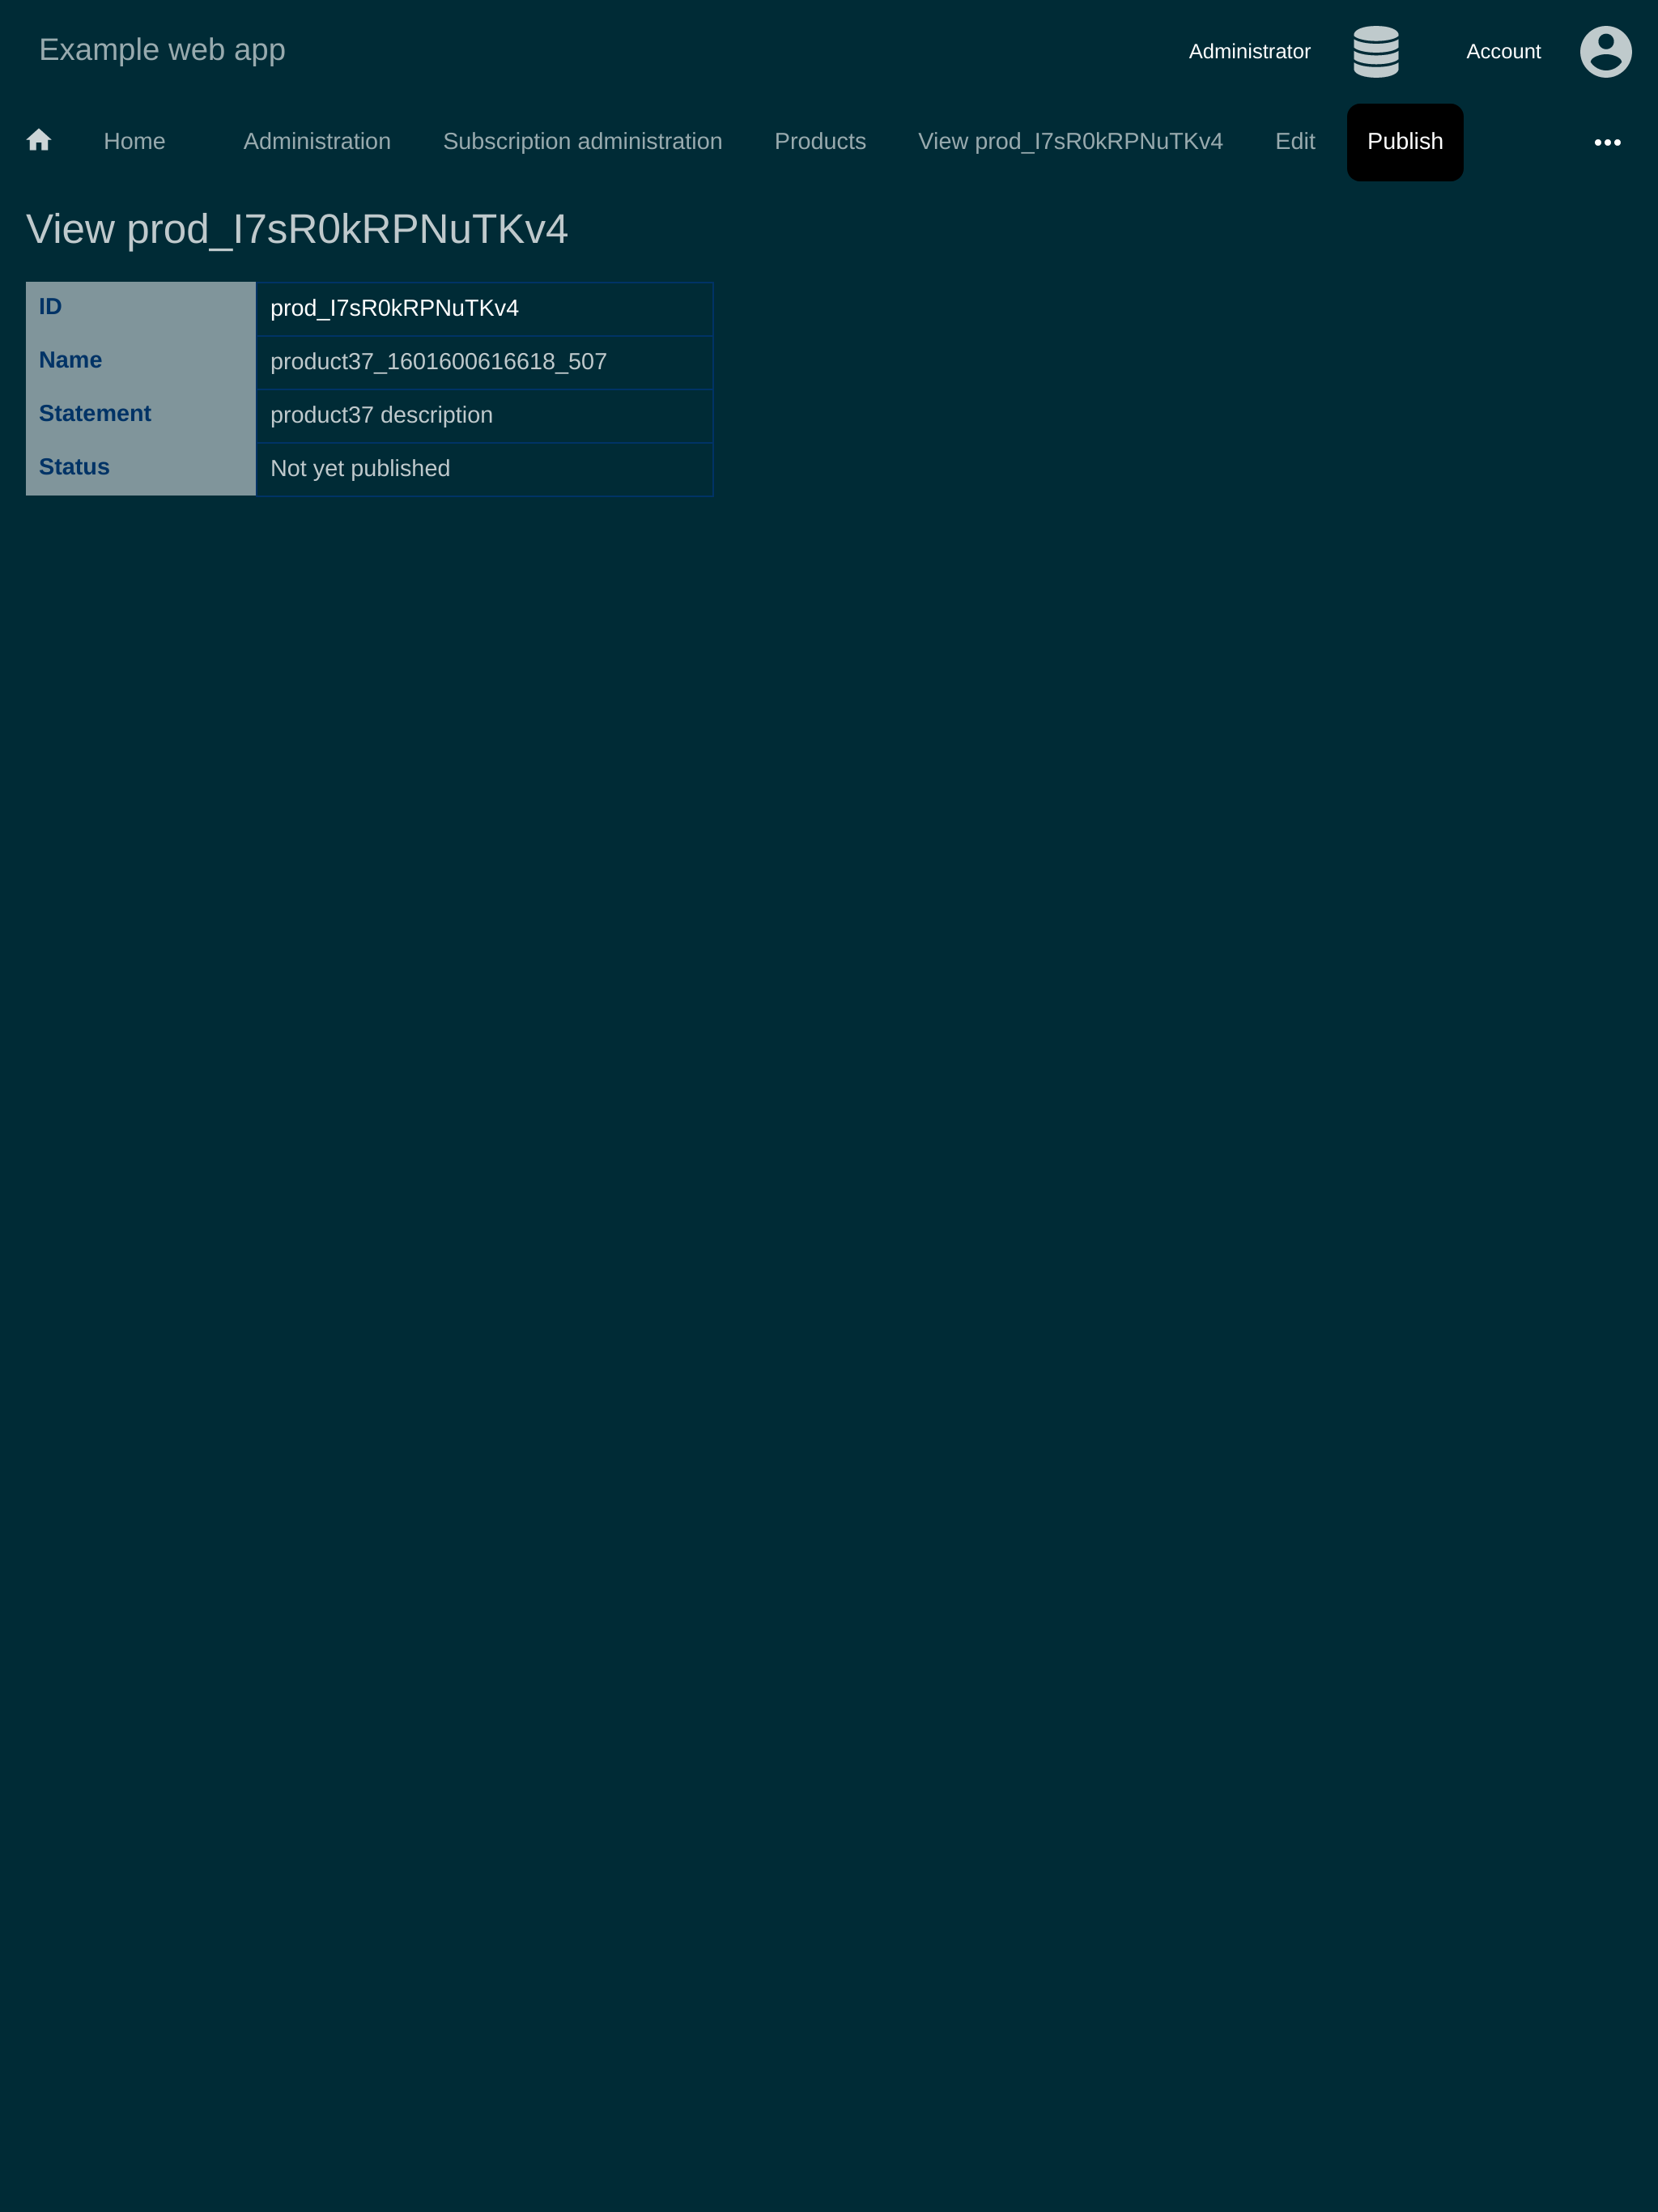 Example web app
Administrator
Account
Home
Administration
Subscription administration
Products
View prod_I7sR0kRPNuTKv4
Edit
Publish
View prod_I7sR0kRPNuTKv4
ID prod_I7sR0kRPNuTKv4
Name product37_1601600616618_507
Statement product37 description
Status Not yet published